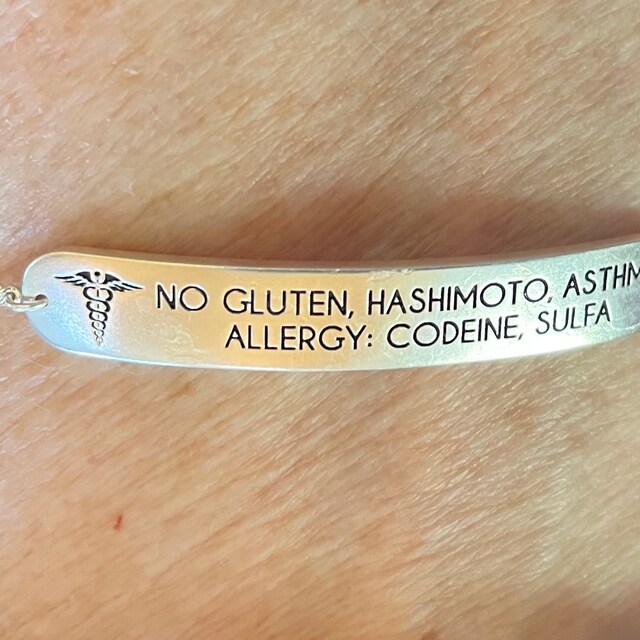 NO GLUTEN, HASHIMOTO, ASTHM
ALLERGY: CODEINE, SULFA